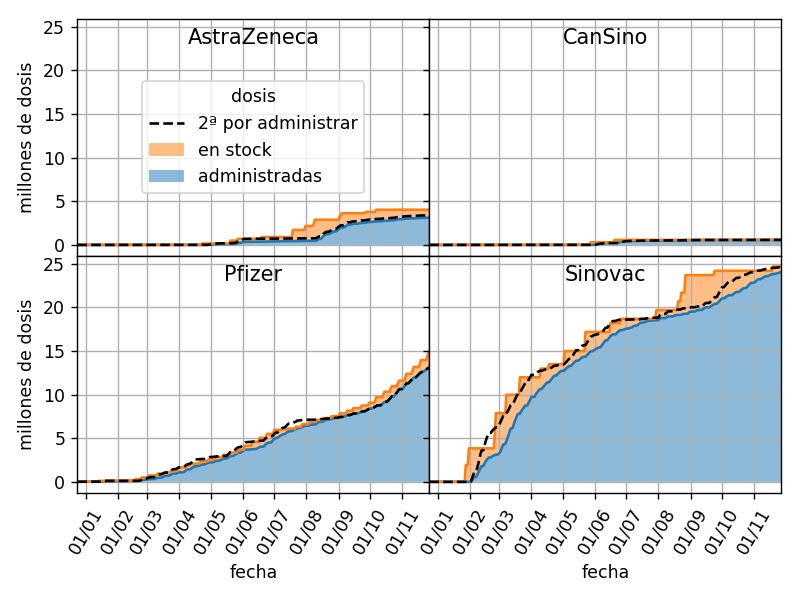 AstraZeneca
CanSino
millones de dosis
25
20
15
10
5
0
dosis
2ª por administrar
en stock
administradas
Pfizer
Sinovac
millones de dosis
25
20
15
10
5
0
01/01 01/02 01/03 01/04 01/05 01/06 01/07 01/08 01/09 01/10 01/11
01/01 01/02 01/03 01/04 01/05 01/06 01/07 01/08 01/09 01/10 01/11
fecha
fecha